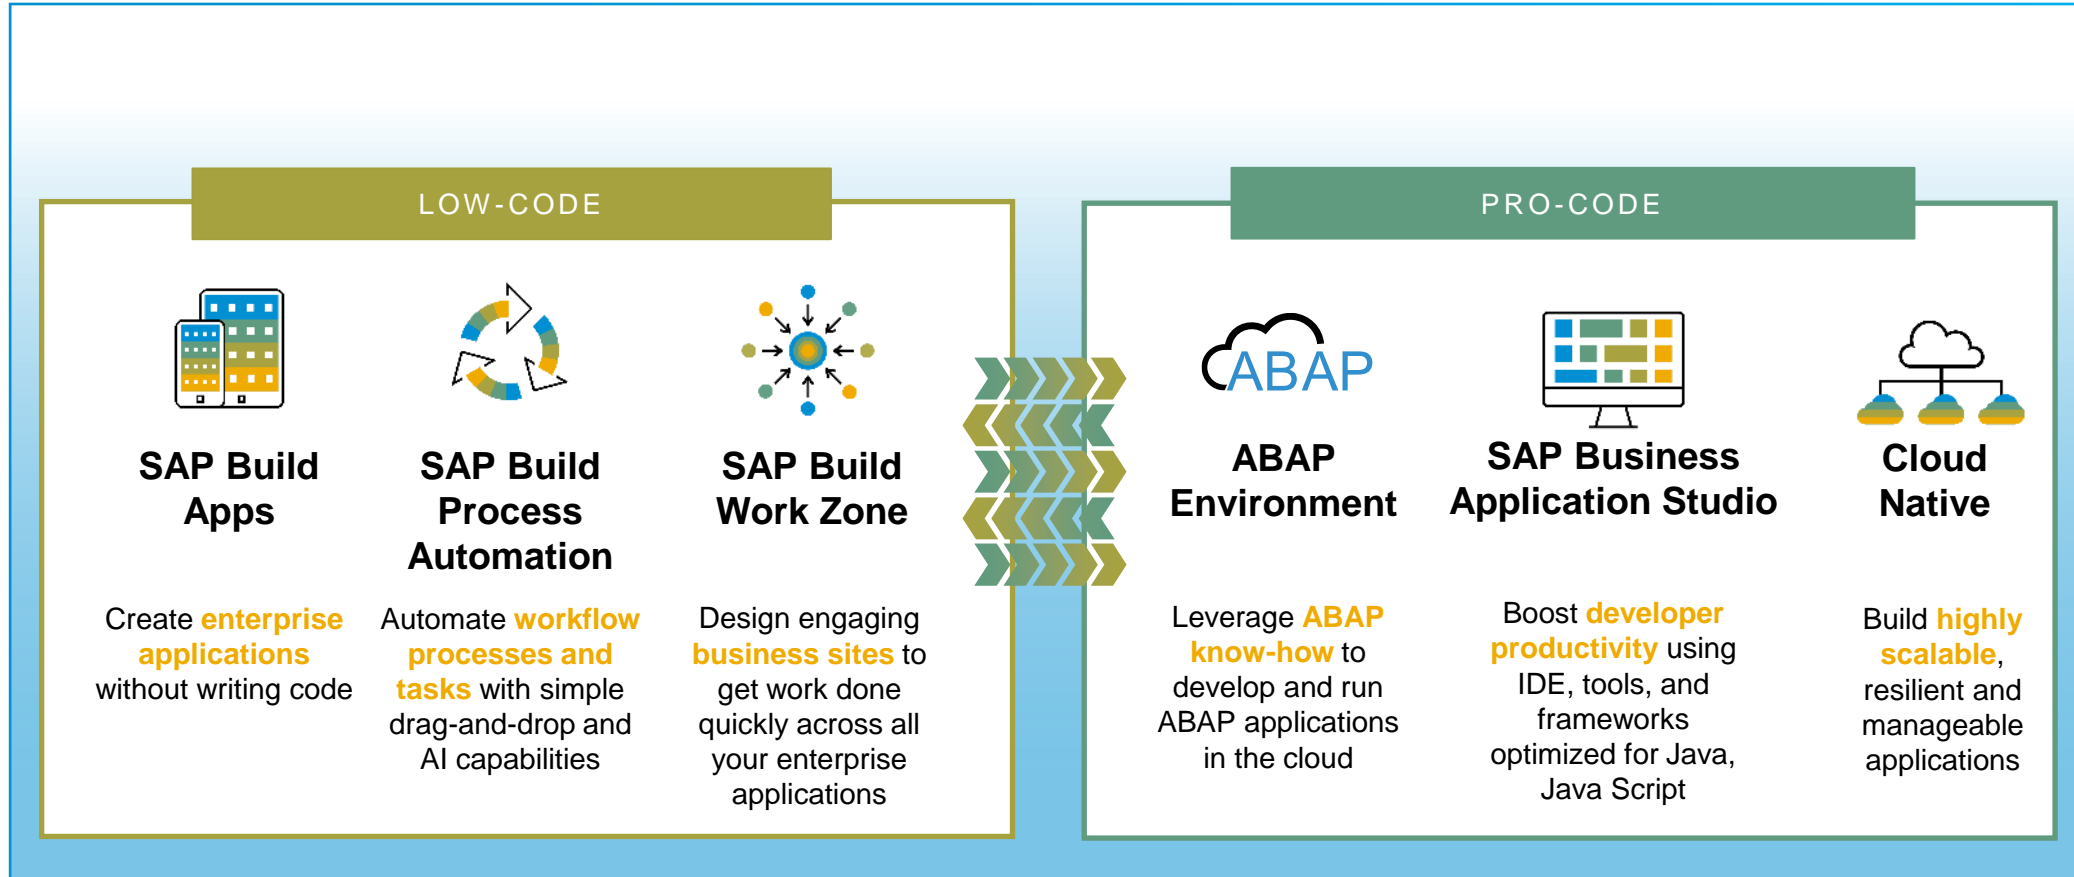 LOW-CODE
SAP Build
Apps
Create enterprise
applications
without writing code
SAP Build
Process
Automation
Automate workflow
processes and
tasks with simple
drag-and-drop and
AI capabilities
SAP Build
Work Zone
Design engaging
business sites to
get work done
quickly across all
your enterprise
applications
PRO-CODE
ABAP
ABAP
Environment
Leverage ABAP
know-how to
develop and run
ABAP applications
in the cloud
SAP Business
Application Studio
Boost developer
productivity using
IDE, tools, and
frameworks
optimized for Java,
Java Script
Cloud
Native
Build highly
scalable,
resilient and
manageable
applications